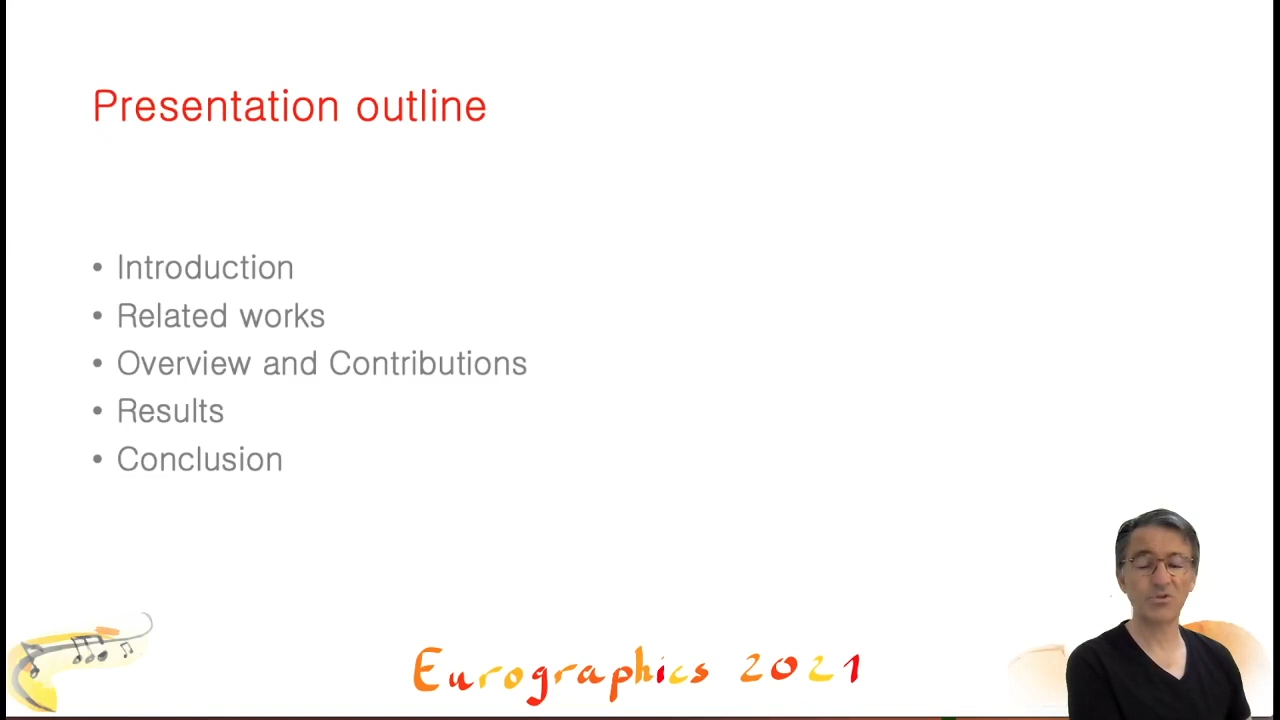 Presentation outline
• Introduction
• Related works
• Overview and Contributions
• Results
• Conclusion
Eurographics 2021